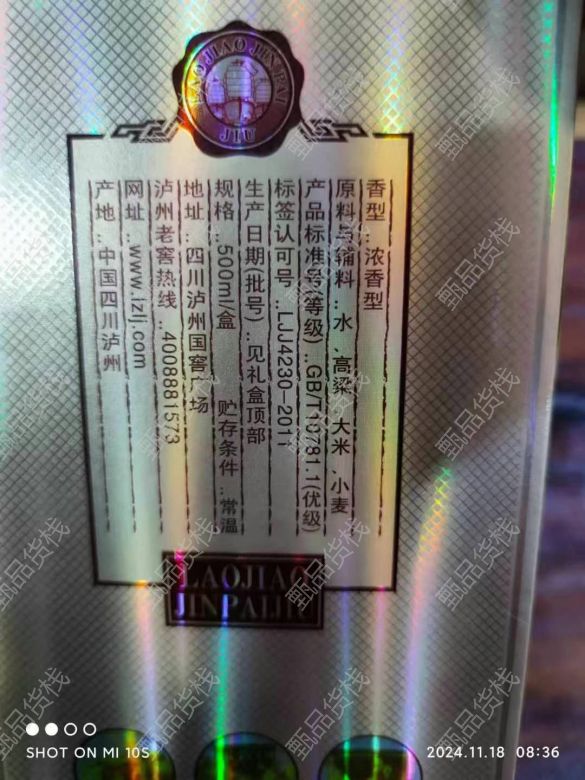 LAO JIAO JIN PAI
JIU
香型：浓香型
原料与辅料：水、高粱、大米、小麦
产品标准号(等级)：GB/T10781.1(优级)
标签认可号：LJJ4230-2011
生产日期(批号)：见礼盒顶部
规格：500ml/盒 贮存条件：常温
地址：四川泸州国窖广场
泸州老窖热线：4008881573
网址：www.lzlj.com
产地：中国四川泸州
LAOJIAO
JINPAIJIU
SHOT ON MI 10S
2024.11.18 08:36
甄品货栈